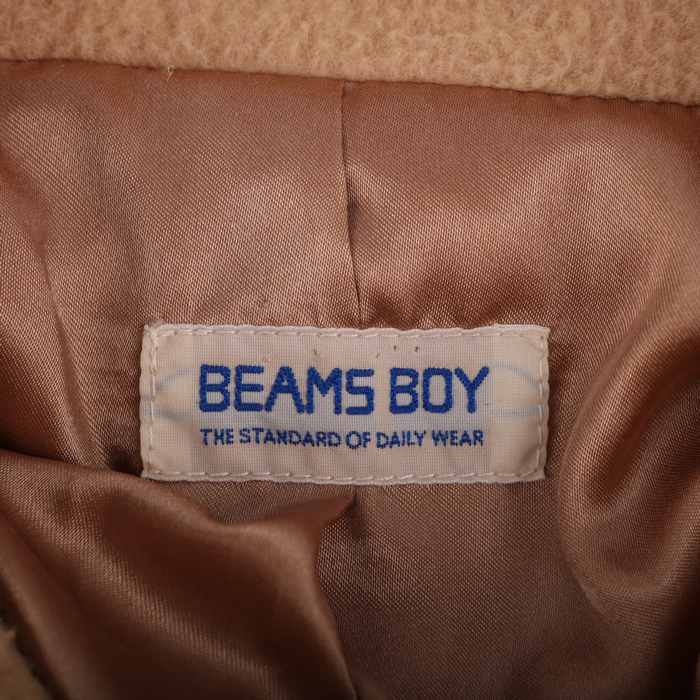 BEAMS BOY
THE STANDARD OF DAILY WEAR